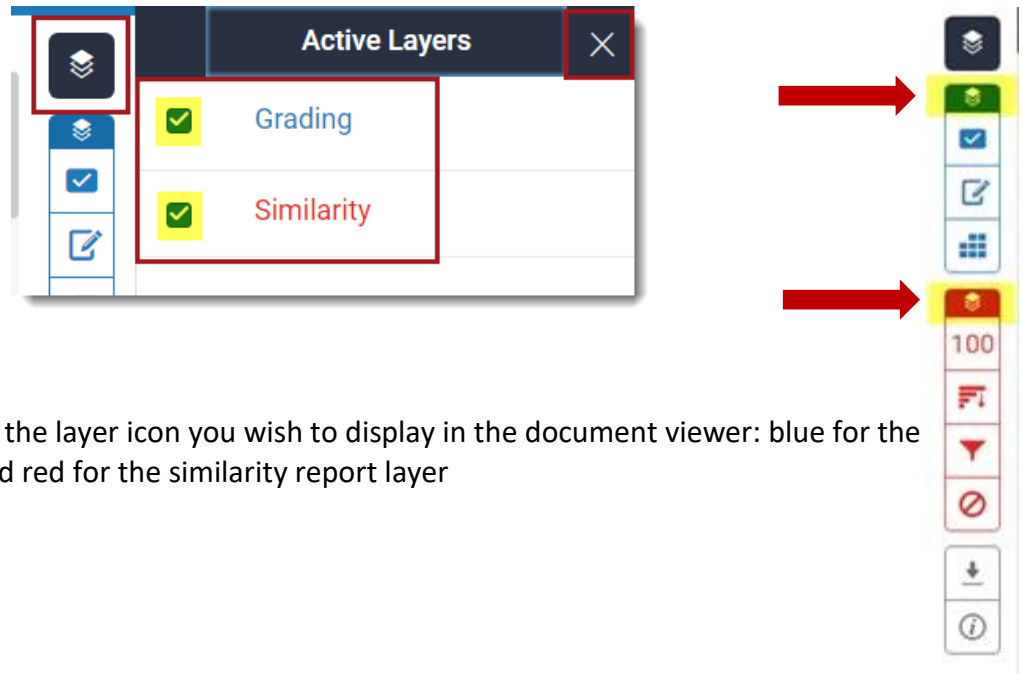 Active Layers
Grading
Similarity
100
the layer icon you wish to display in the document viewer: blue for the
d red for the similarity report layer